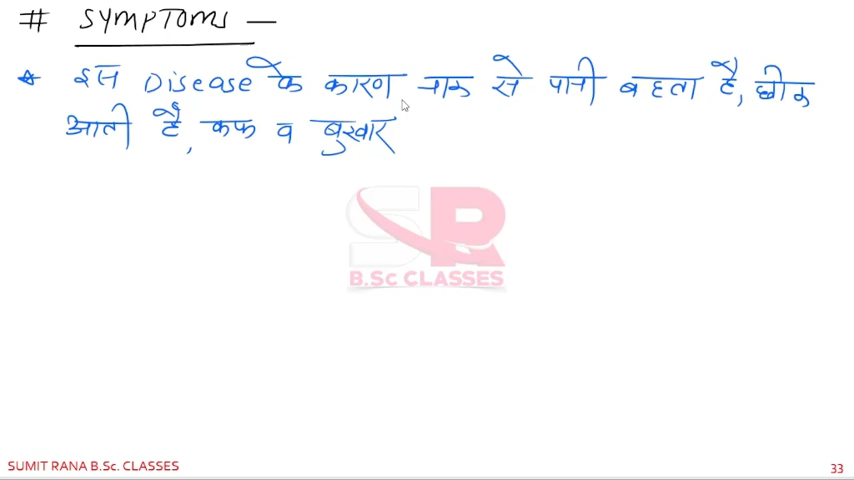 # SYMPTOMS —
* इस Disease के कारण नाक से पानी बहता है, छीक
आती है, कफ व बुखार
SR
B.Sc CLASSES
SUMIT RANA B.Sc. CLASSES
33